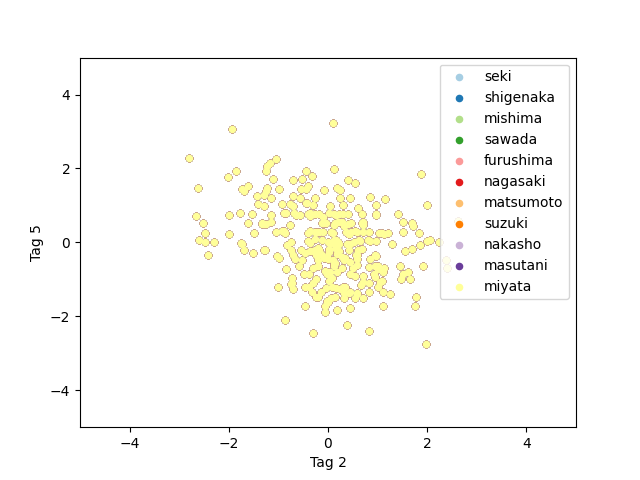 seki
shigenaka
mishima
sawada
furushima
nagasaki
matsumoto
suzuki
nakasho
masutani
miyata
4
2
0
−2
−4
Tag 5
−4
−2
0
2
4
Tag 2